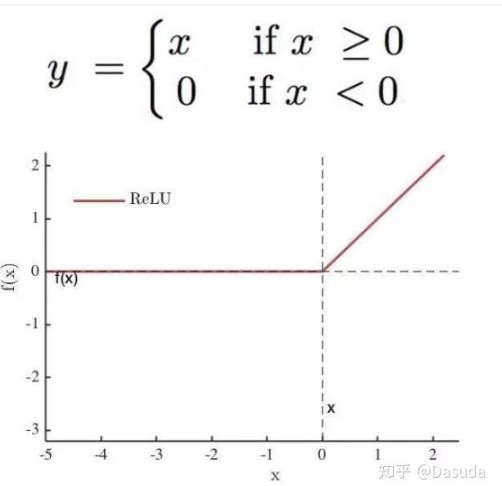 y = { x if x ≥ 0
0 if x < 0
2
ReLU
1
0
f(x)
f(x)
-1
-2
x
-3
-5 -4 -3 -2 -1 0 1 2
x
知乎 @Dasuda